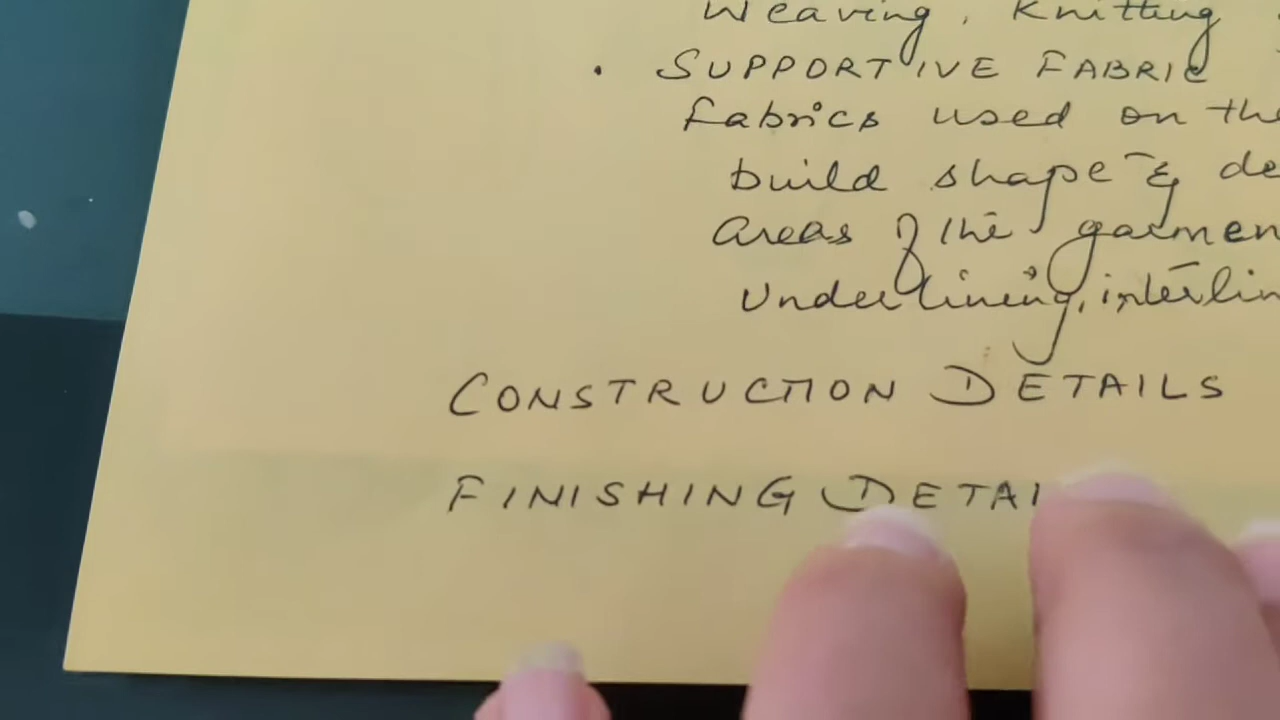 Weaving, Knitting
• SUPPORTIVE FABRIC
fabrics used on the
build shape & de
areas of the garmen
Underlining, interlin
CONSTRUCTION DETAILS
FINISHING DETAI